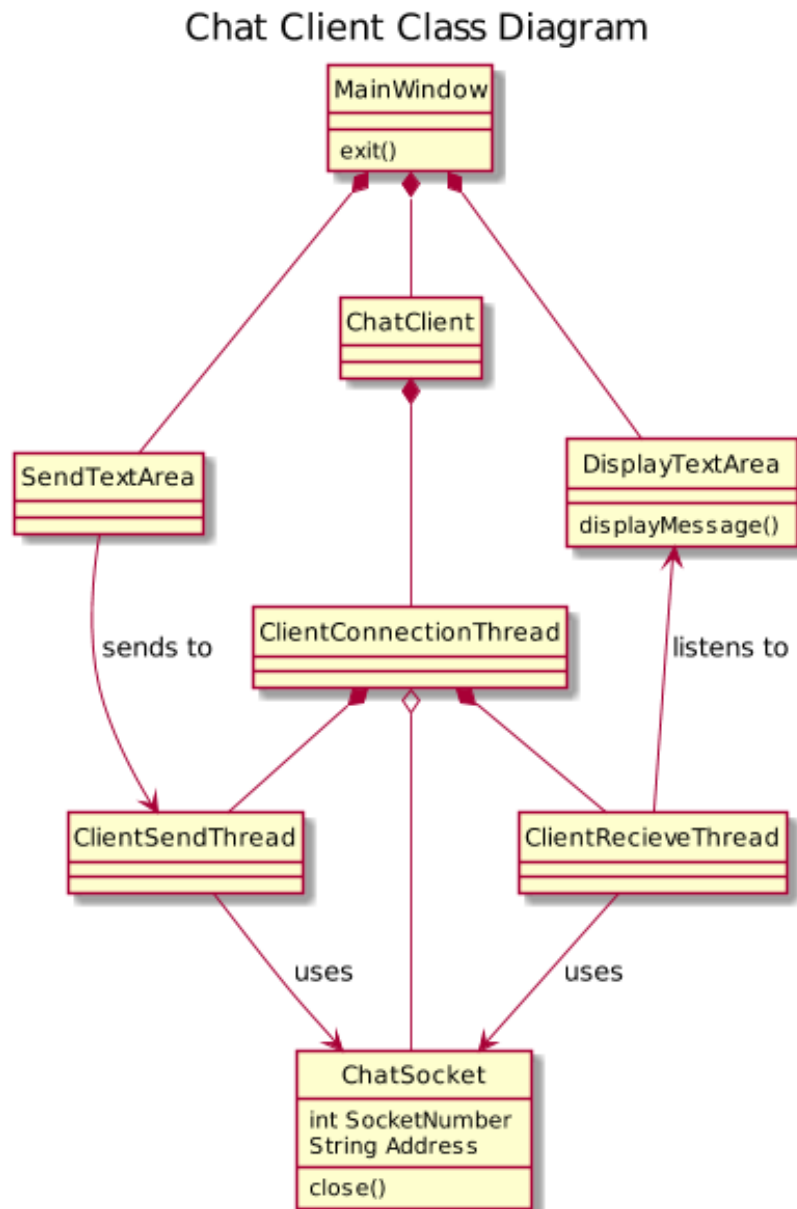 Chat Client Class Diagram
MainWindow
exit()
ChatClient
SendTextArea
DisplayTextArea
displayMessage()
sends to
ClientConnectionThread
listens to
ClientSendThread
ClientRecieveThread
uses
uses
ChatSocket
int SocketNumber
String Address
close()